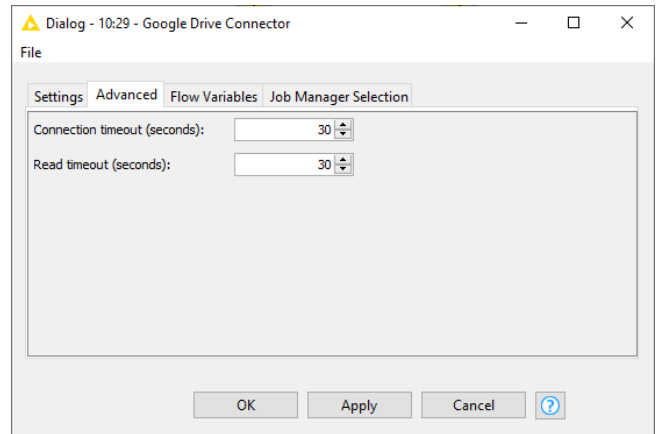 Dialog - 10:29 - Google Drive Connector
File
Settings Advanced Flow Variables Job Manager Selection
Connection timeout (seconds): 30
Read timeout (seconds): 30
OK Apply Cancel ?